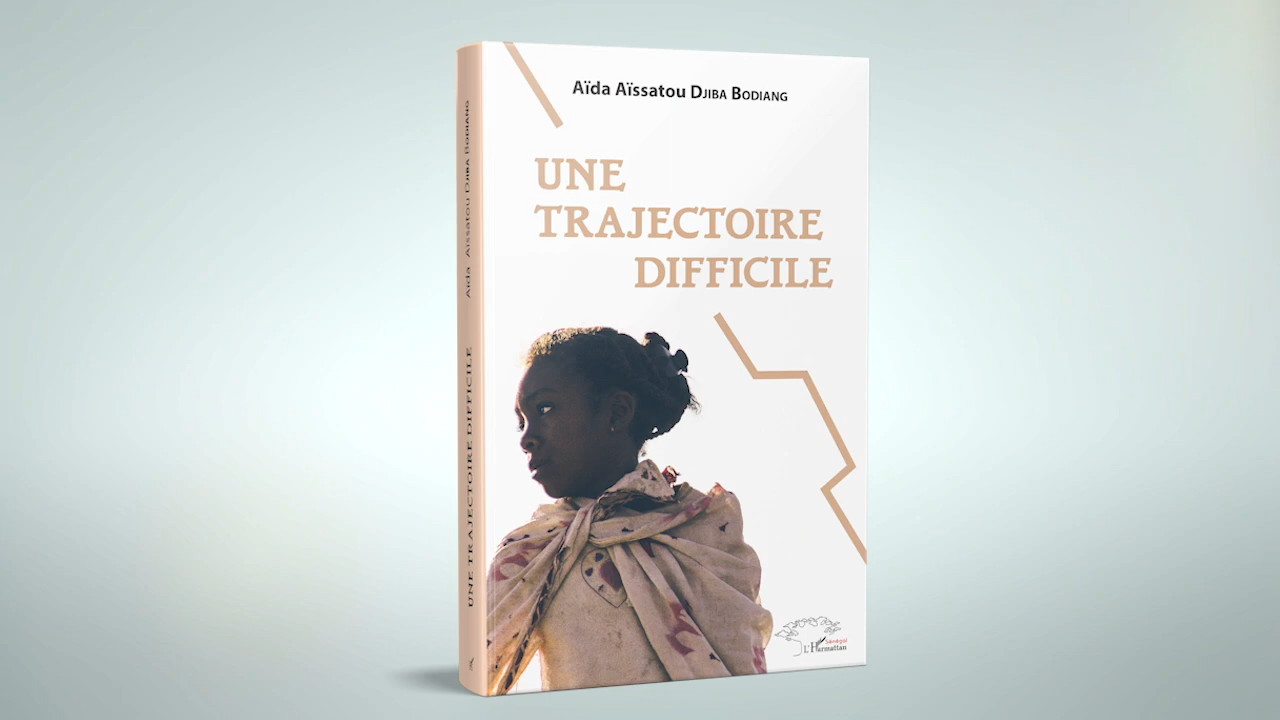 Aïda Aïssatou DJIBA BODIANG
UNE
TRAJECTOIRE
DIFFICILE
Sénégal
L'Harmattan
Aïda Aïssatou DJIBA BODIANG
UNE TRAJECTOIRE DIFFICILE